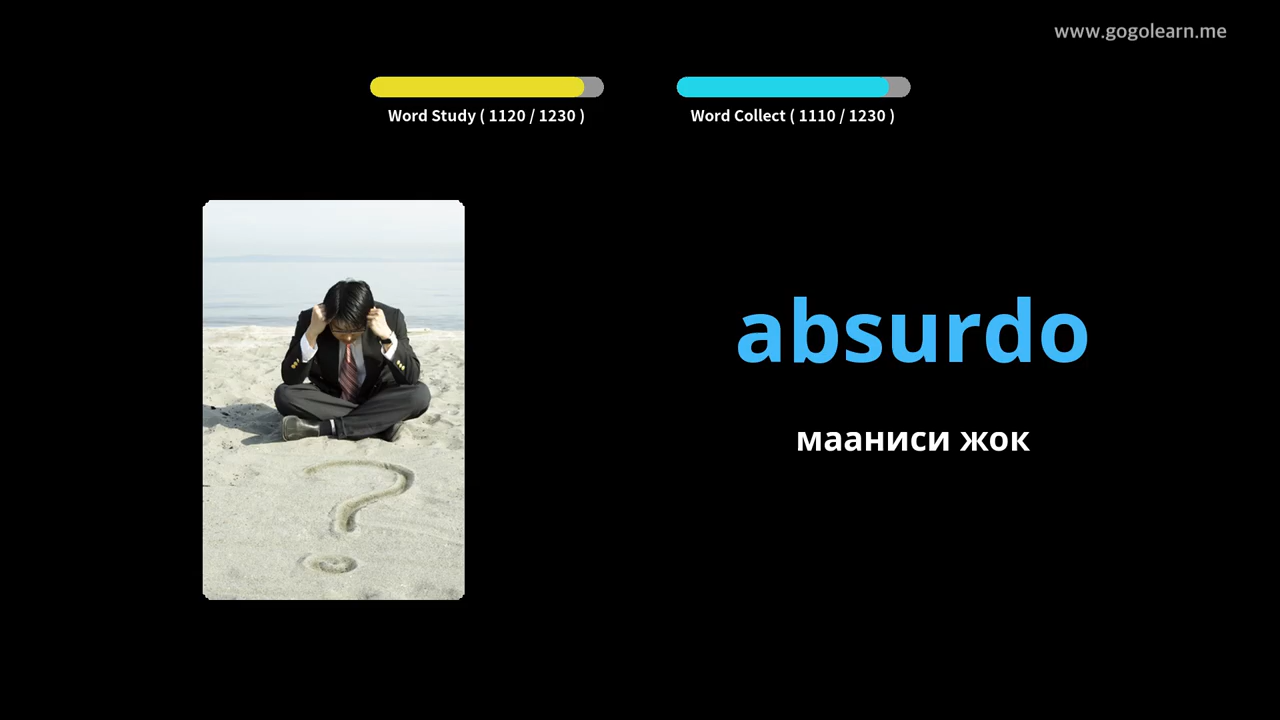 www.gogolearn.me
Word Study ( 1120 / 1230 )
Word Collect ( 1110 / 1230 )
absurdo
мааниси жок
?